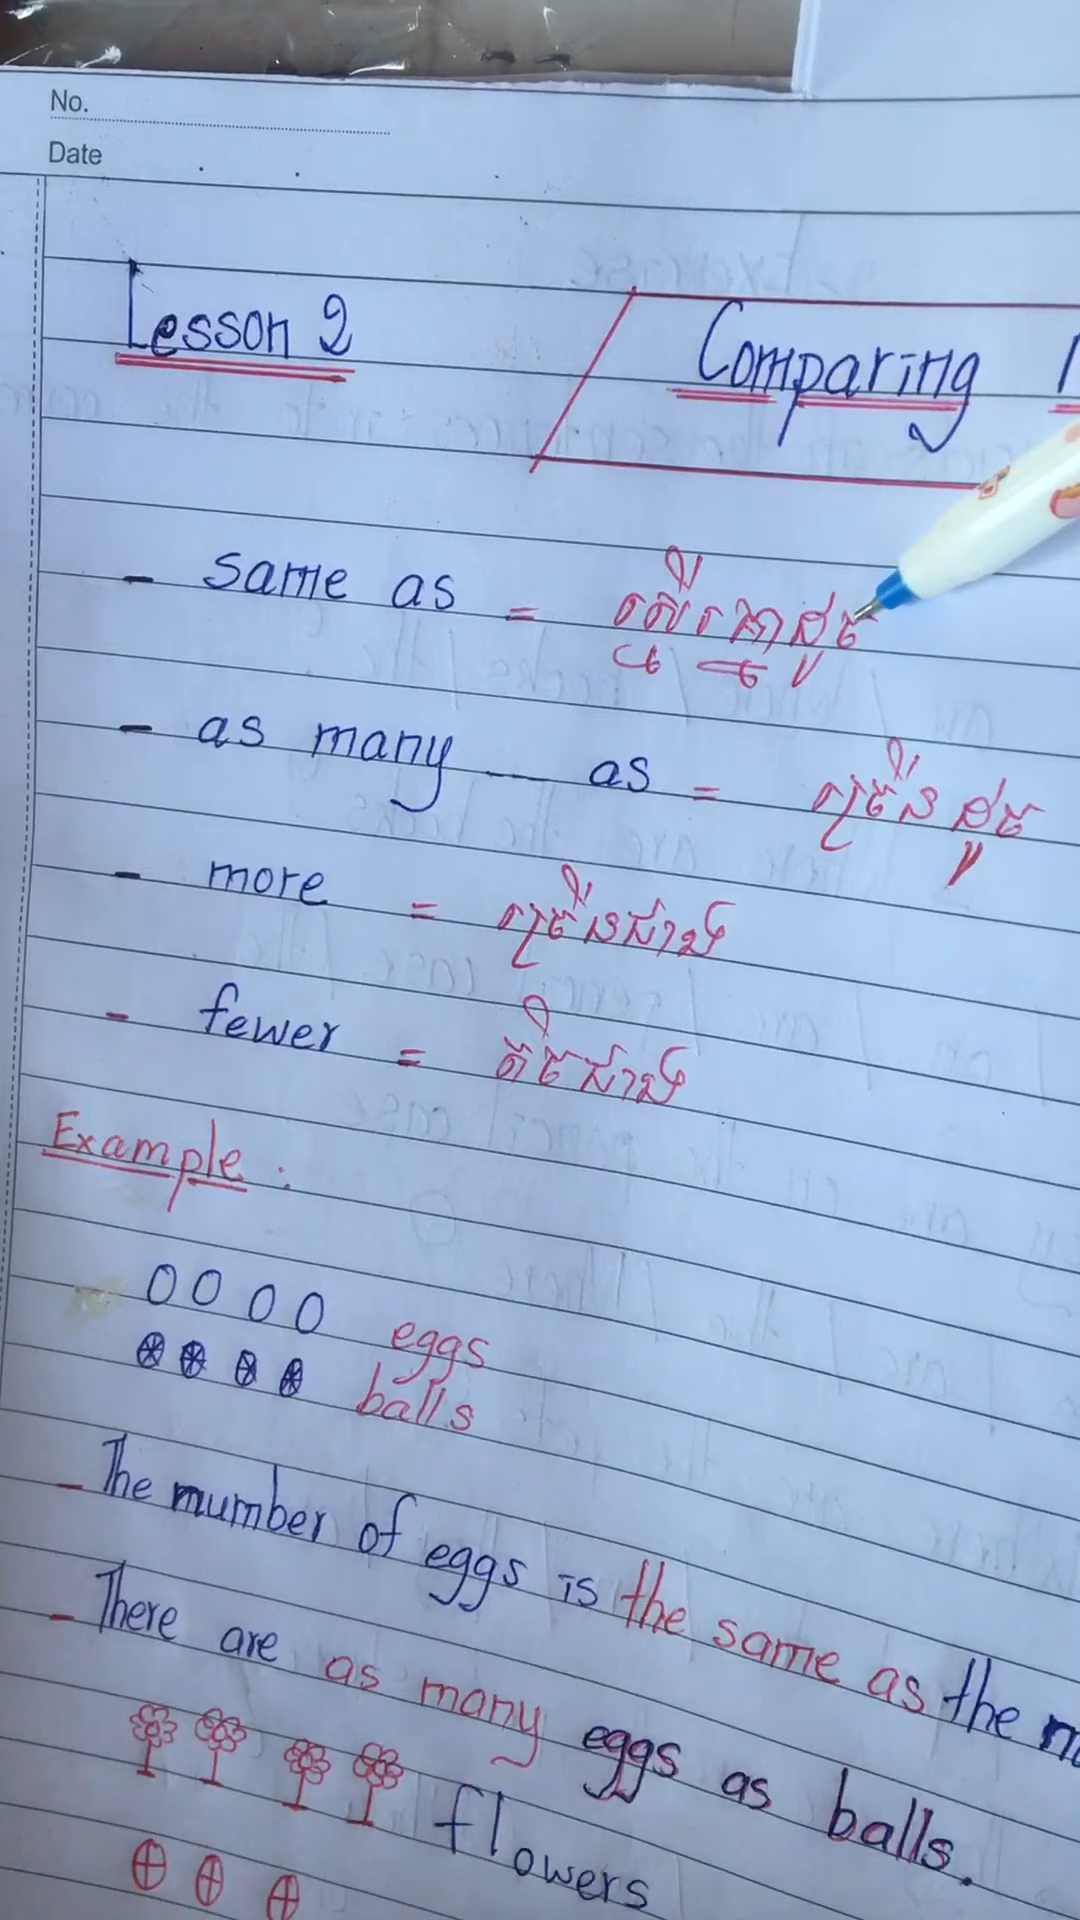 No.
Date
Lesson 2
Comparing
- same as = ស្មើគ្នាដូច
- as many ... as = ច្រើនដូច
- more = ច្រើនជាង
- fewer = តិចជាង
Example :
eggs
balls
- The number of eggs is the same as the
- There are as many eggs as balls.
flowers